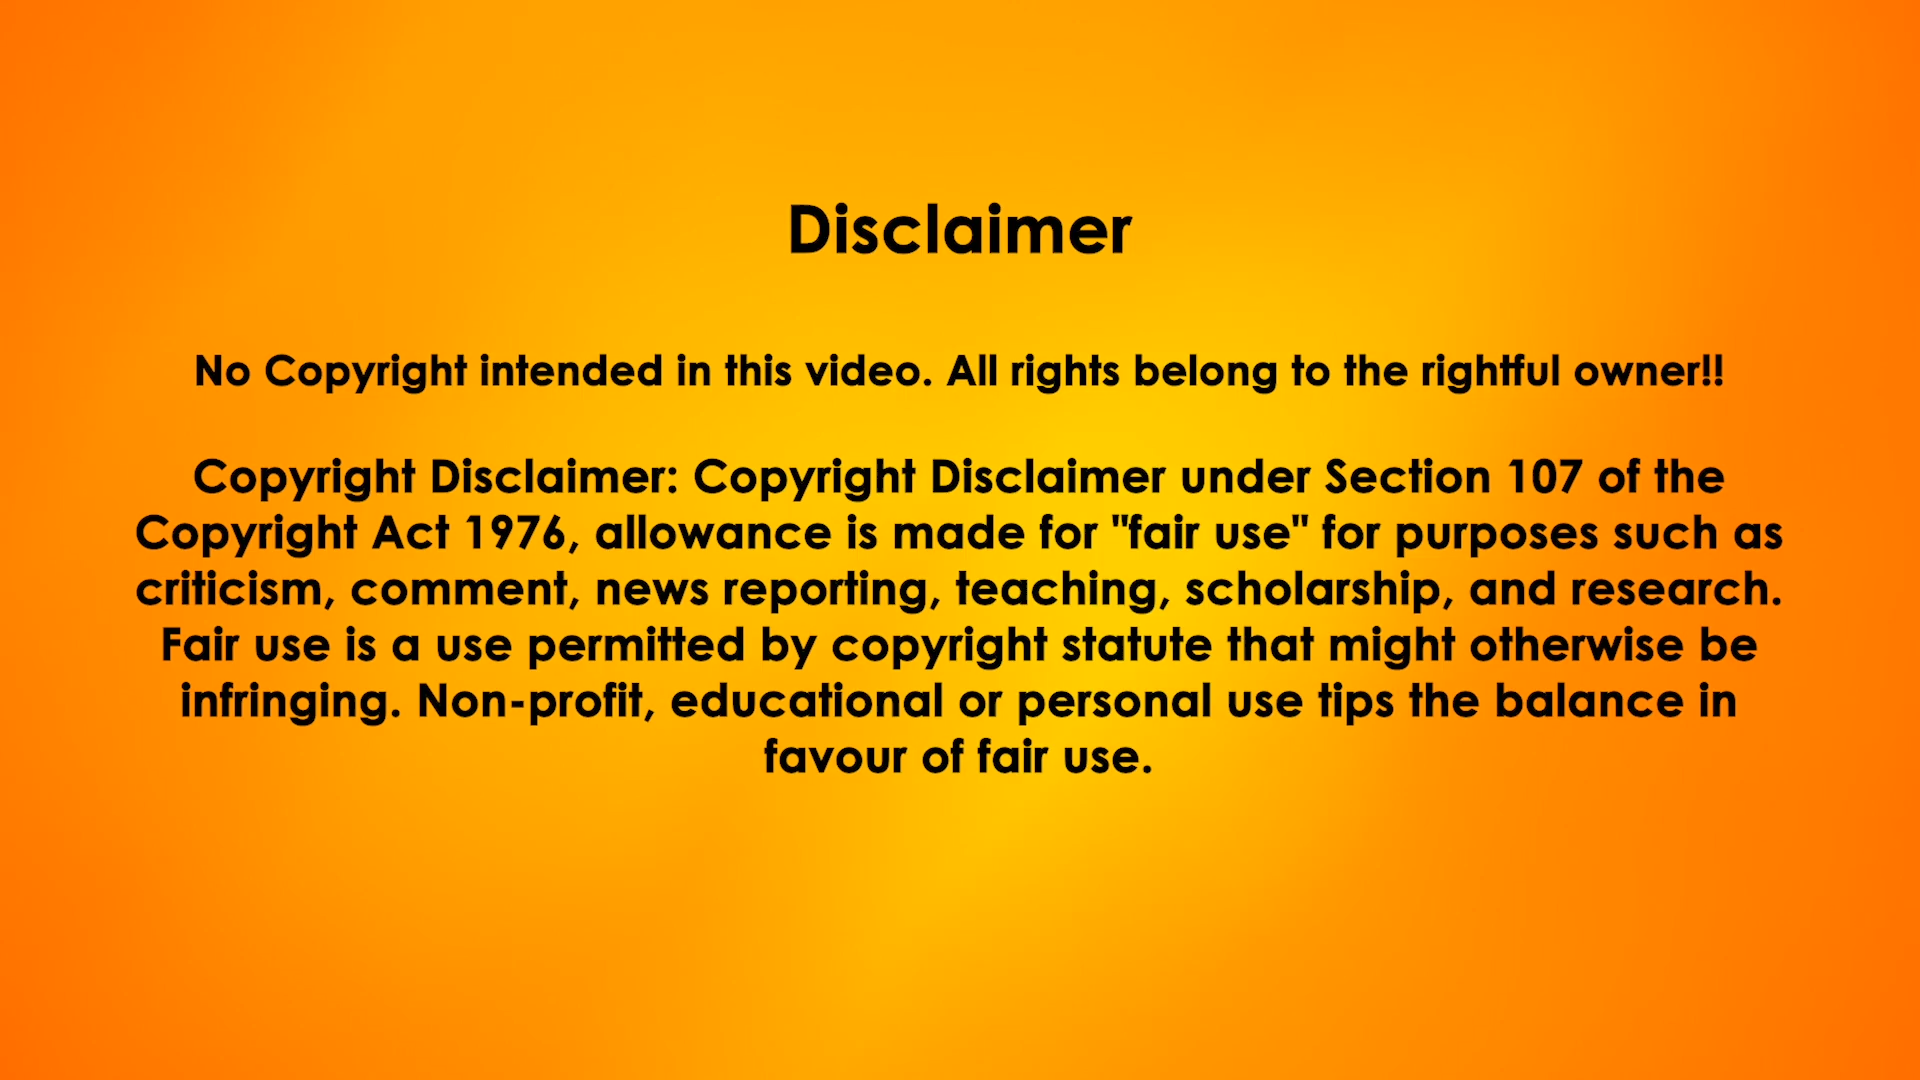 Disclaimer
No Copyright intended in this video. All rights belong to the rightful owner!!
Copyright Disclaimer: Copyright Disclaimer under Section 107 of the
Copyright Act 1976, allowance is made for "fair use" for purposes such as
criticism, comment, news reporting, teaching, scholarship, and research.
Fair use is a use permitted by copyright statute that might otherwise be
infringing. Non-profit, educational or personal use tips the balance in
favour of fair use.